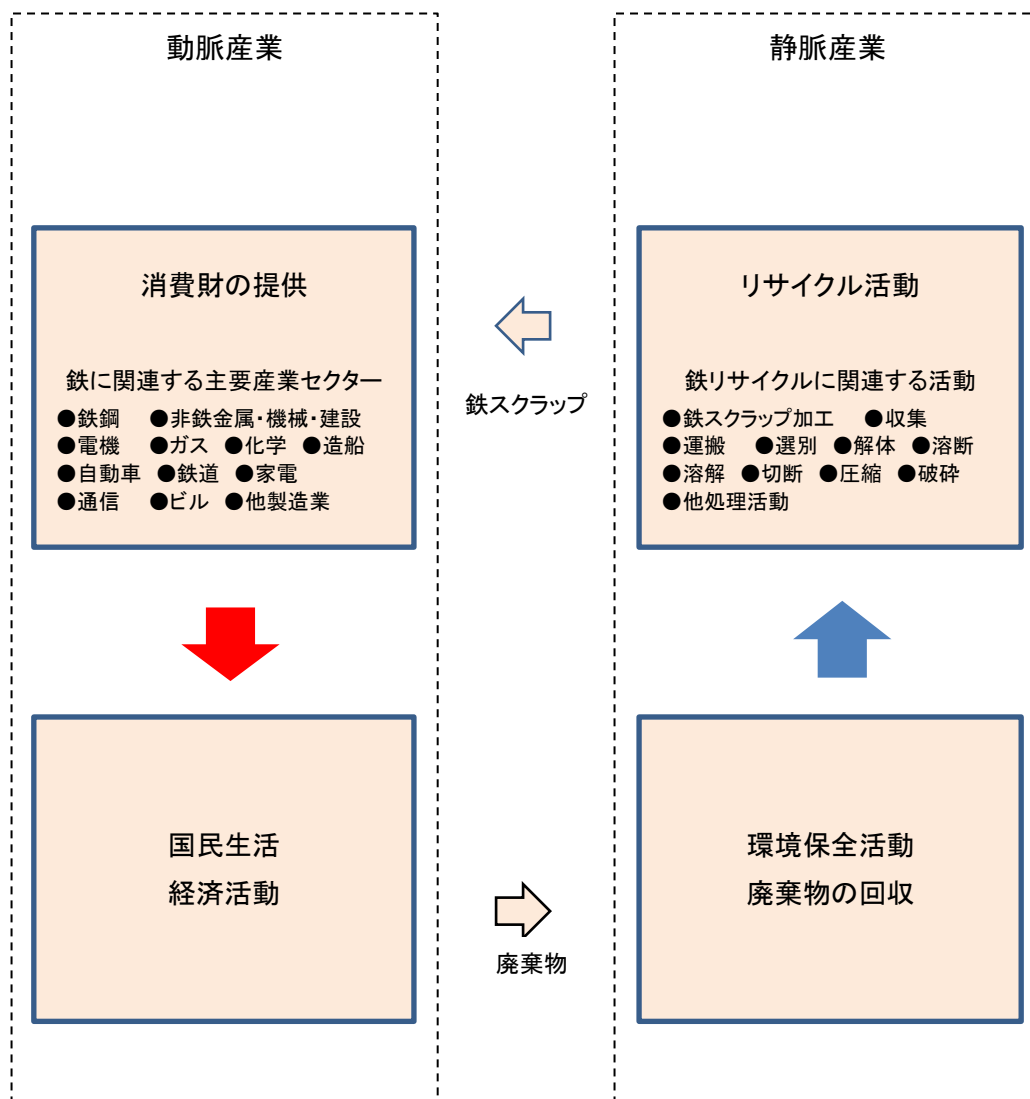 動脈産業
静脈産業
消費財の提供
鉄に関連する主要産業セクター
●鉄鋼 ●非鉄金属・機械・建設
●電機 ●ガス ●化学 ●造船
●自動車 ●鉄道 ●家電
●通信 ●ビル ●他製造業
鉄スクラップ
リサイクル活動
鉄リサイクルに関連する活動
●鉄スクラップ加工 ●収集
●運搬 ●選別 ●解体 ●溶断
●溶解 ●切断 ●圧縮 ●破砕
●他処理活動
国民生活
経済活動
廃棄物
環境保全活動
廃棄物の回収